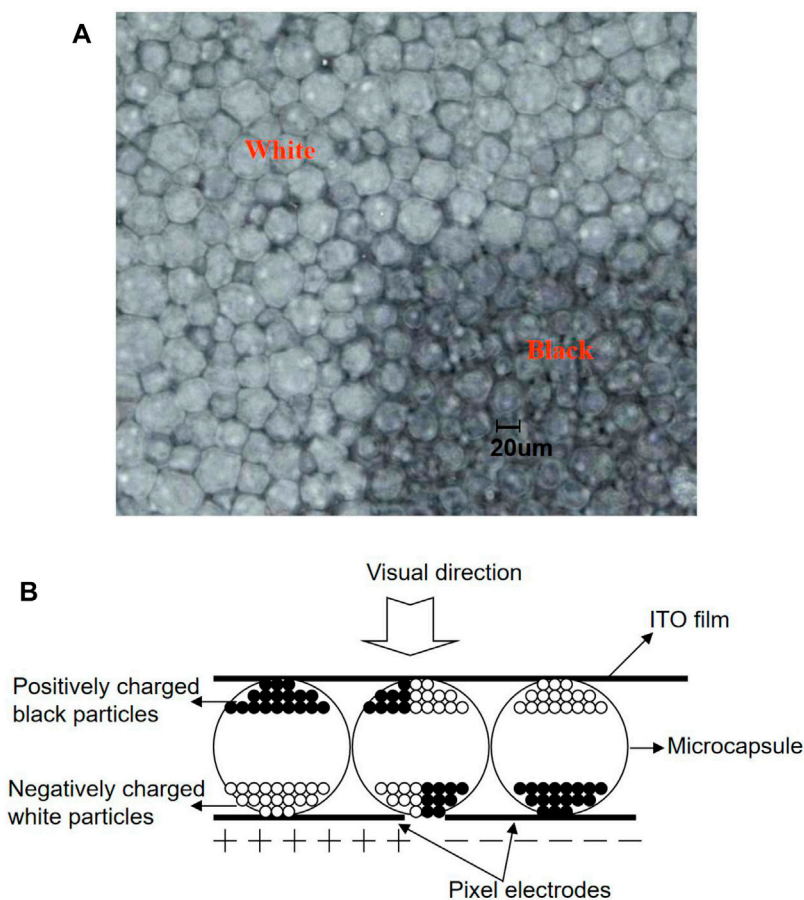 A
White
Black
20um
B
Visual direction
ITO film
Positively charged
black particles
Microcapsule
Negatively charged
white particles
+ + + + + + − − − − − − −
Pixel electrodes